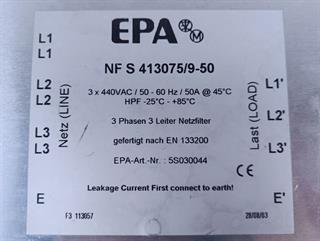 EPA
NF S 413075/9-50
3 x 440VAC / 50 - 60 Hz / 50A @ 45°C
HPF -25°C - +85°C
3 Phasen 3 Leiter Netzfilter
gefertigt nach EN 133200
EPA-Art.-Nr. : 5S030044
Leakage Current First connect to earth!
L1
L1
L2
L2
L3
L3
Netz (LINE)
E
L1'
L2'
L3'
Last (LOAD)
E'
F3 113057
28/08/03